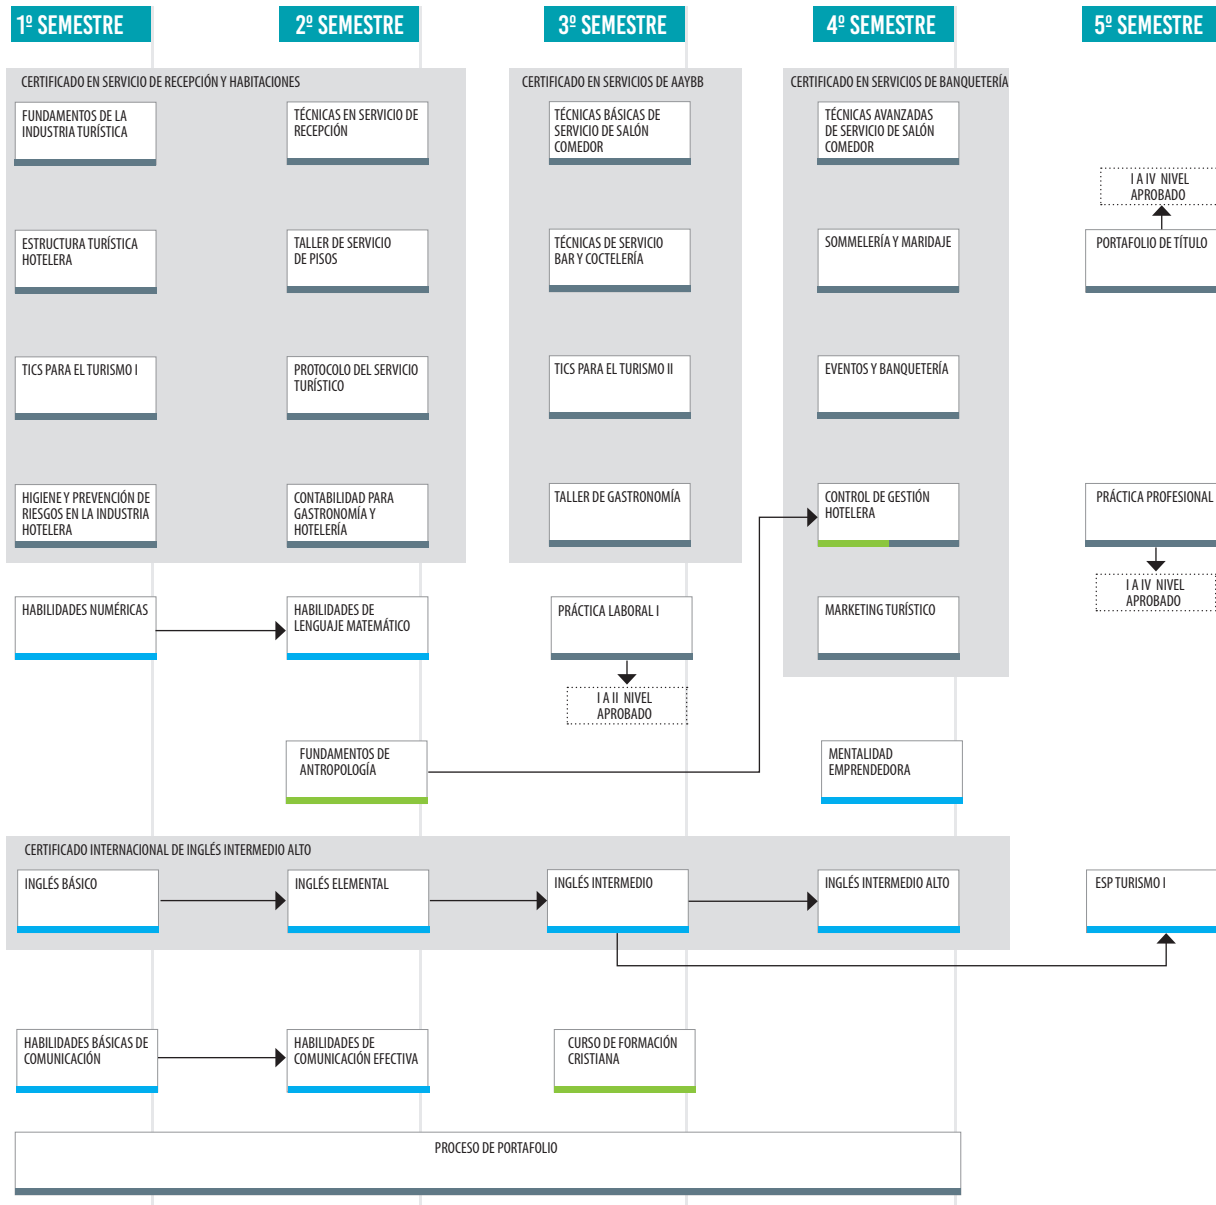 1º SEMESTRE
2º SEMESTRE
3º SEMESTRE
4º SEMESTRE
5º SEMESTRE
CERTIFICADO EN SERVICIO DE RECEPCIÓN Y HABITACIONES
CERTIFICADO EN SERVICIOS DE AAYBB
CERTIFICADO EN SERVICIOS DE BANQUETERÍA
FUNDAMENTOS DE LA
INDUSTRIA TURÍSTICA
TÉCNICAS EN SERVICIO DE
RECEPCIÓN
TÉCNICAS BÁSICAS DE
SERVICIO DE SALÓN
COMEDOR
TÉCNICAS AVANZADAS
DE SERVICIO DE SALÓN
COMEDOR
I A IV NIVEL
APROBADO
ESTRUCTURA TURÍSTICA
HOTELERA
TALLER DE SERVICIO
DE PISOS
TÉCNICAS DE SERVICIO
BAR Y COCTELERÍA
SOMMELERÍA Y MARIDAJE
PORTAFOLIO DE TÍTULO
TICS PARA EL TURISMO I
PROTOCOLO DEL SERVICIO
TURÍSTICO
TICS PARA EL TURISMO II
EVENTOS Y BANQUETERÍA
HIGIENE Y PREVENCIÓN DE
RIESGOS EN LA INDUSTRIA
HOTELERA
CONTABILIDAD PARA
GASTRONOMÍA Y
HOTELERÍA
TALLER DE GASTRONOMÍA
CONTROL DE GESTIÓN
HOTELERA
PRÁCTICA PROFESIONAL
I A IV NIVEL
APROBADO
HABILIDADES NUMÉRICAS
HABILIDADES DE
LENGUAJE MATEMÁTICO
PRÁCTICA LABORAL I
MARKETING TURÍSTICO
I A II NIVEL
APROBADO
FUNDAMENTOS DE
ANTROPOLOGÍA
MENTALIDAD
EMPRENDEDORA
CERTIFICADO INTERNACIONAL DE INGLÉS INTERMEDIO ALTO
INGLÉS BÁSICO
INGLÉS ELEMENTAL
INGLÉS INTERMEDIO
INGLÉS INTERMEDIO ALTO
ESP TURISMO I
HABILIDADES BÁSICAS DE
COMUNICACIÓN
HABILIDADES DE
COMUNICACIÓN EFECTIVA
CURSO DE FORMACIÓN
CRISTIANA
PROCESO DE PORTAFOLIO